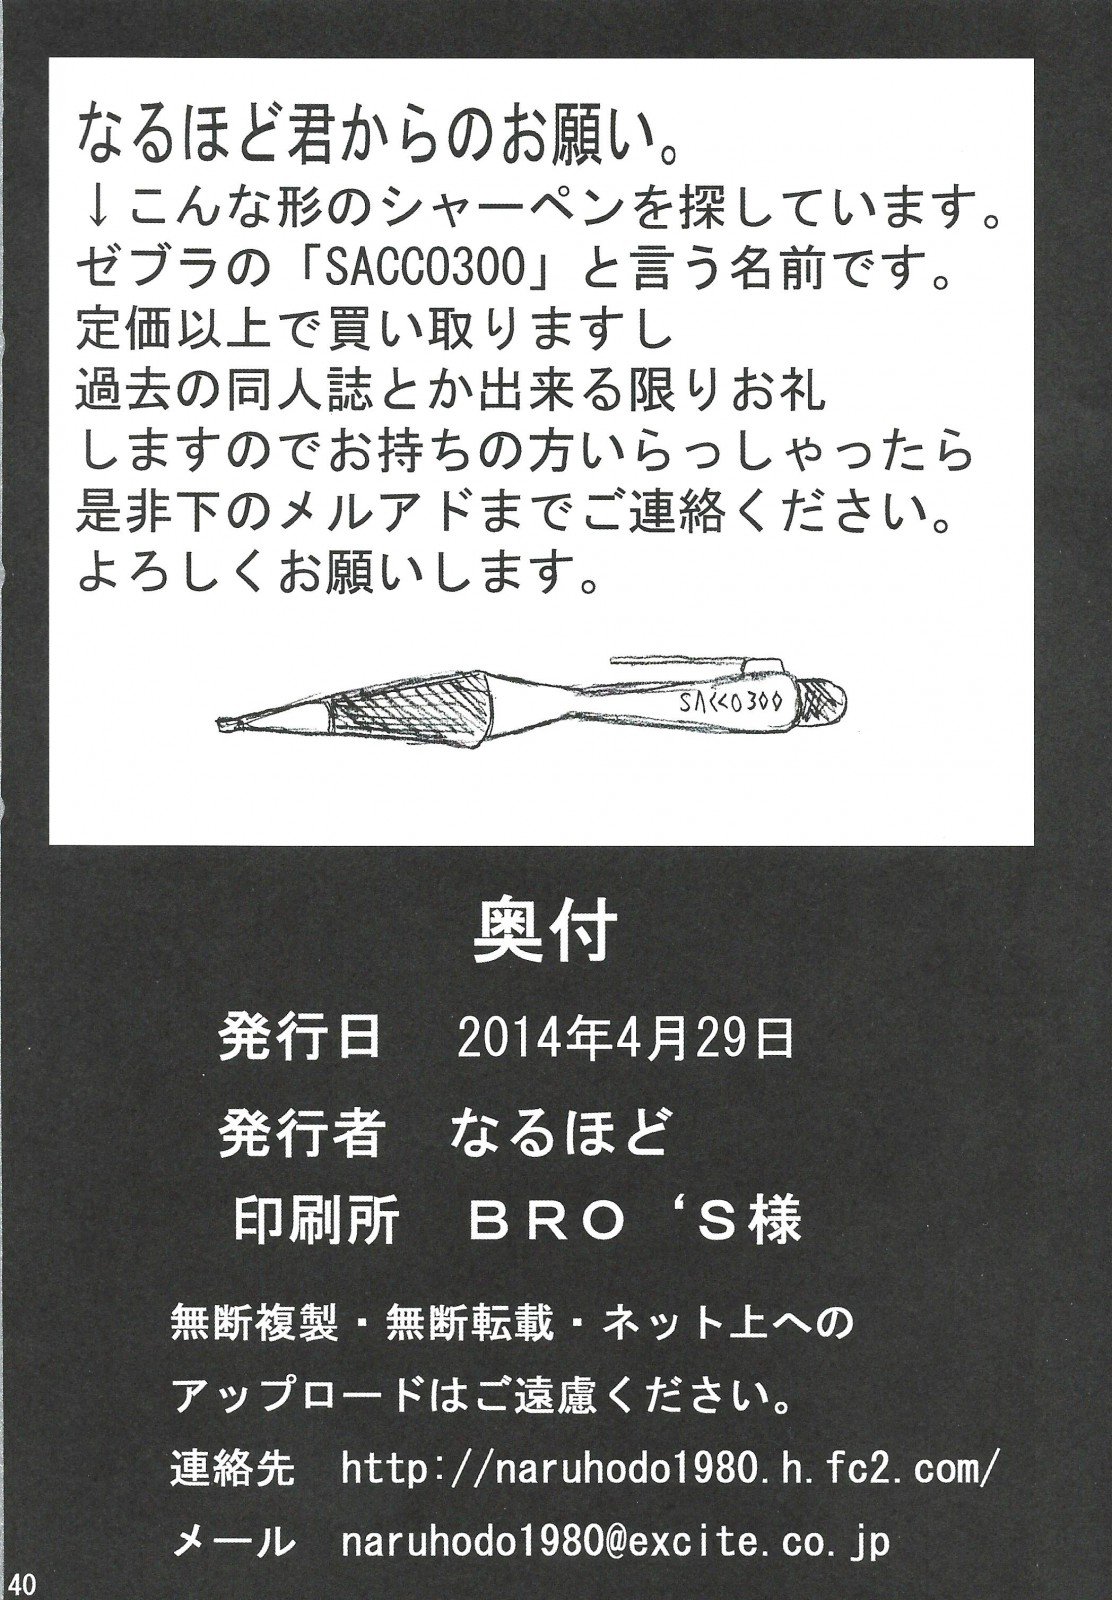 なるほど君からのお願い。
↓こんな形のシャーペンを探しています。
ゼブラの「SACCO300」と言う名前です。
定価以上で買い取りますし
過去の同人誌とか出来る限りお礼
しますのでお持ちの方いらっしゃったら
是非下のメルアドまでご連絡ください。
よろしくお願いします。
SACCO300
奥付
発行日 2014年4月29日
発行者 なるほど
印刷所 ＢＲＯ‘Ｓ様
無断複製・無断転載・ネット上への
アップロードはご遠慮ください。
連絡先 http://naruhodo1980.h.fc2.com/
メール naruhodo1980@excite.co.jp
40